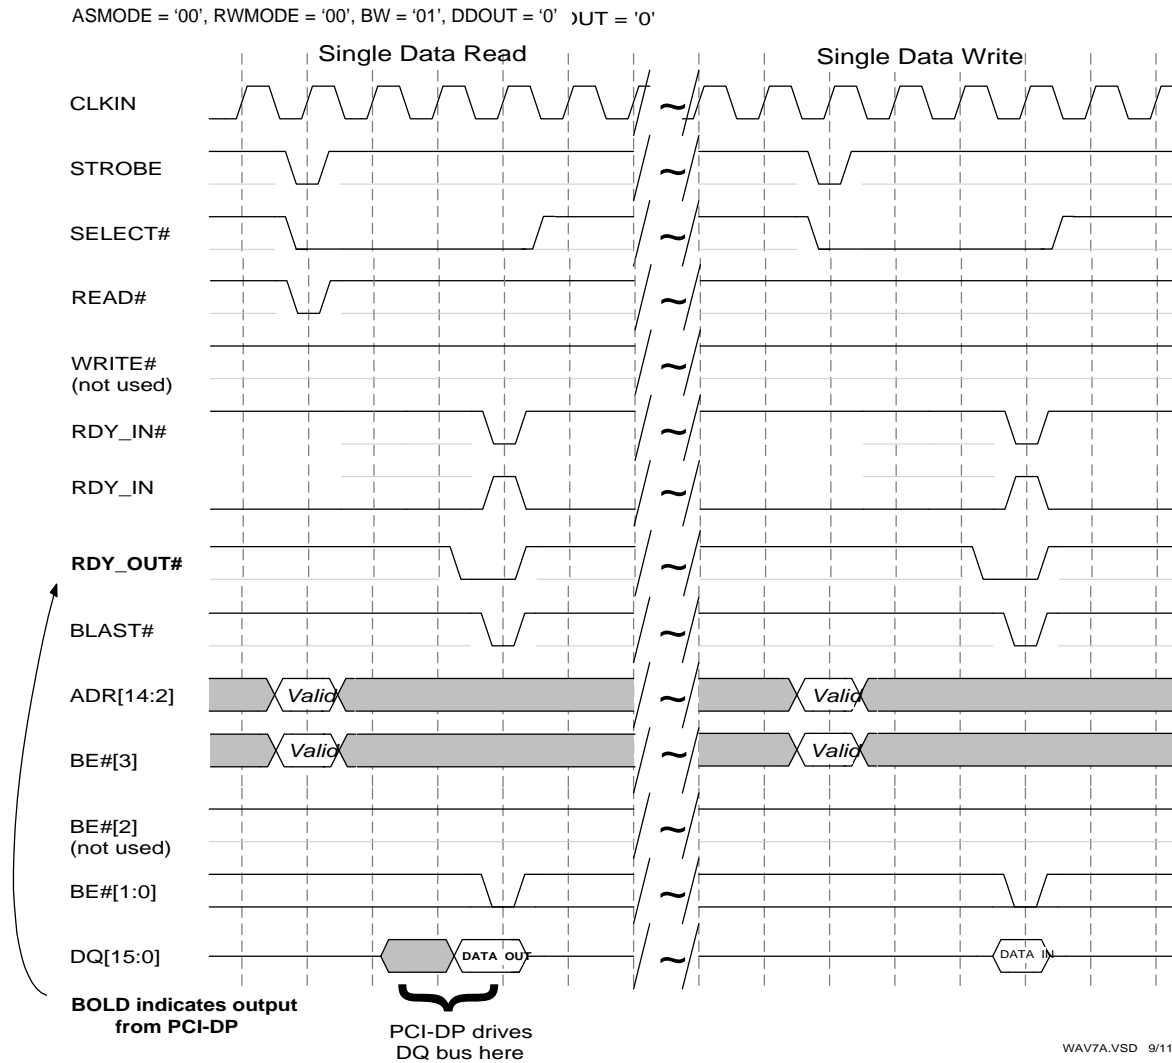 ASMODE = ‘00’, RWMODE = ‘00’, BW = ‘01’, DDOUT = ‘0’ OUT = '0'
Single Data Read
Single Data Write
CLKIN
~
STROBE
~
SELECT#
~
READ#
~
WRITE#
(not used)
~
RDY_IN#
~
RDY_IN
~
RDY_OUT#
~
BLAST#
~
ADR[14:2]
Valid
~
Valid
BE#[3]
Valid
~
Valid
BE#[2]
(not used)
~
BE#[1:0]
~
DQ[15:0]
DATA OUT
~
DATA IN
BOLD indicates output
from PCI-DP
PCI-DP drives
DQ bus here
WAV7A.VSD 9/11